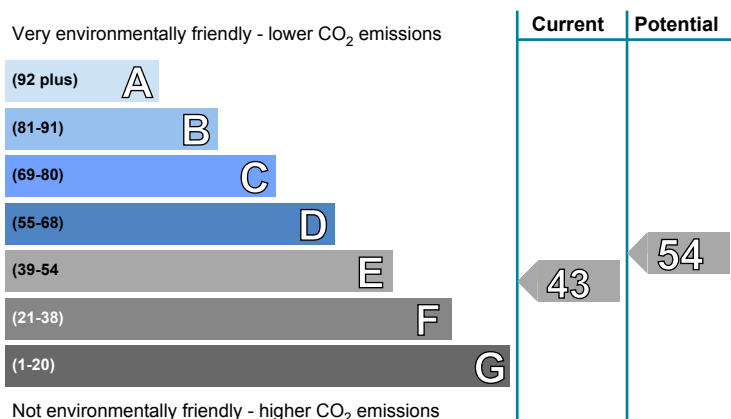 Current Potential
Very environmentally friendly - lower CO2 emissions
(92 plus) A
(81-91) B
(69-80) C
(55-68) D
(39-54 E
54
43
(21-38) F
(1-20) G
Not environmentally friendly - higher CO2 emissions